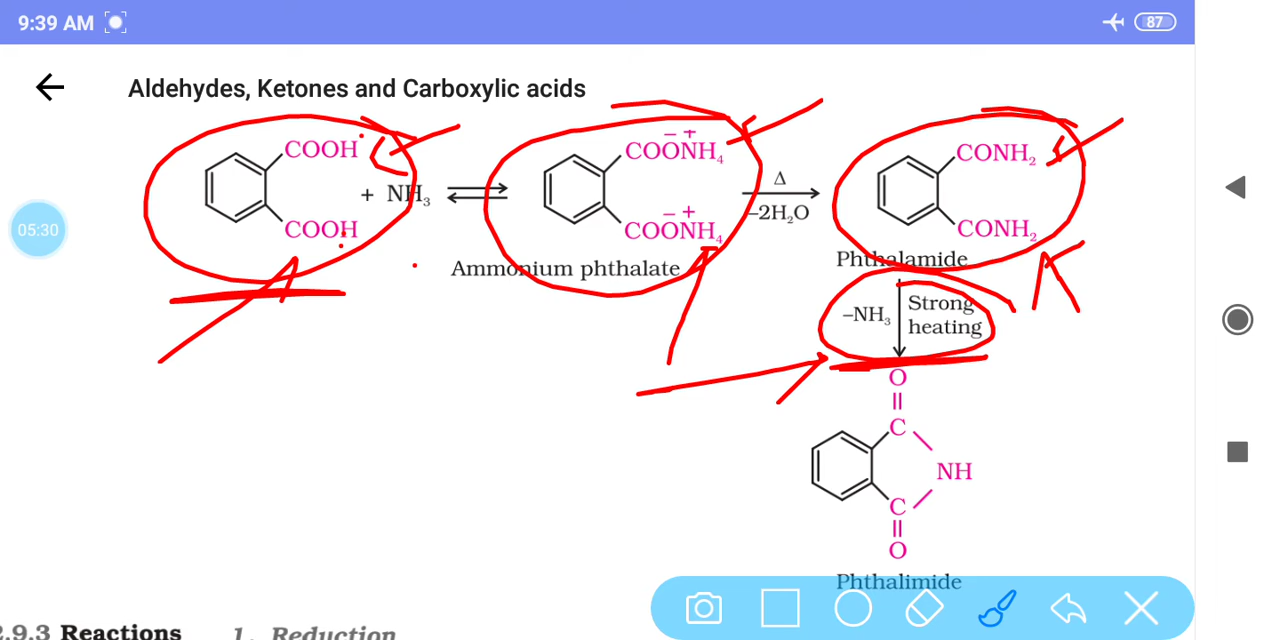 9:39 AM
87
Aldehydes, Ketones and Carboxylic acids
05:30
COOH
+ NH₃
COOH
COONH₄
COONH₄
Ammonium phthalate
Δ
–2H₂O
CONH₂
CONH₂
Phthalamide
–NH₃ Strong
heating
O
C
NH
C
O
Phthalimide
2.9.3 Reactions 1. Reduction